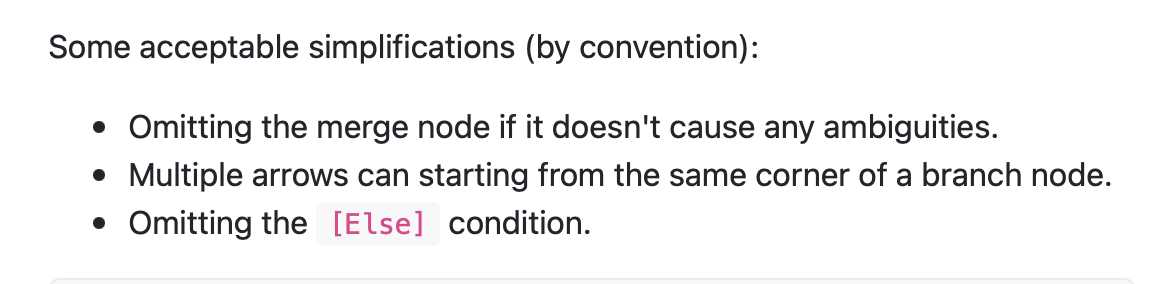 Some acceptable simplifications (by convention):
• Omitting the merge node if it doesn't cause any ambiguities.
• Multiple arrows can starting from the same corner of a branch node.
• Omitting the [Else] condition.